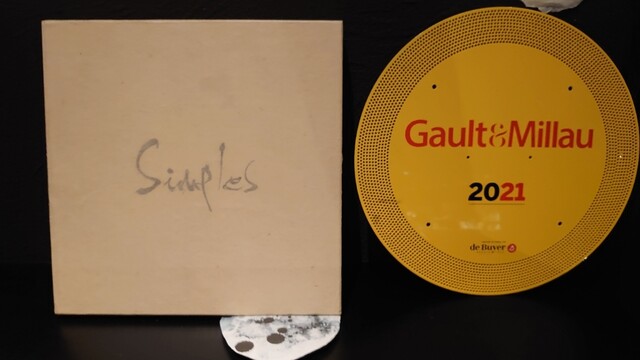 Simples
Gault&Millau
2021
de Buyer